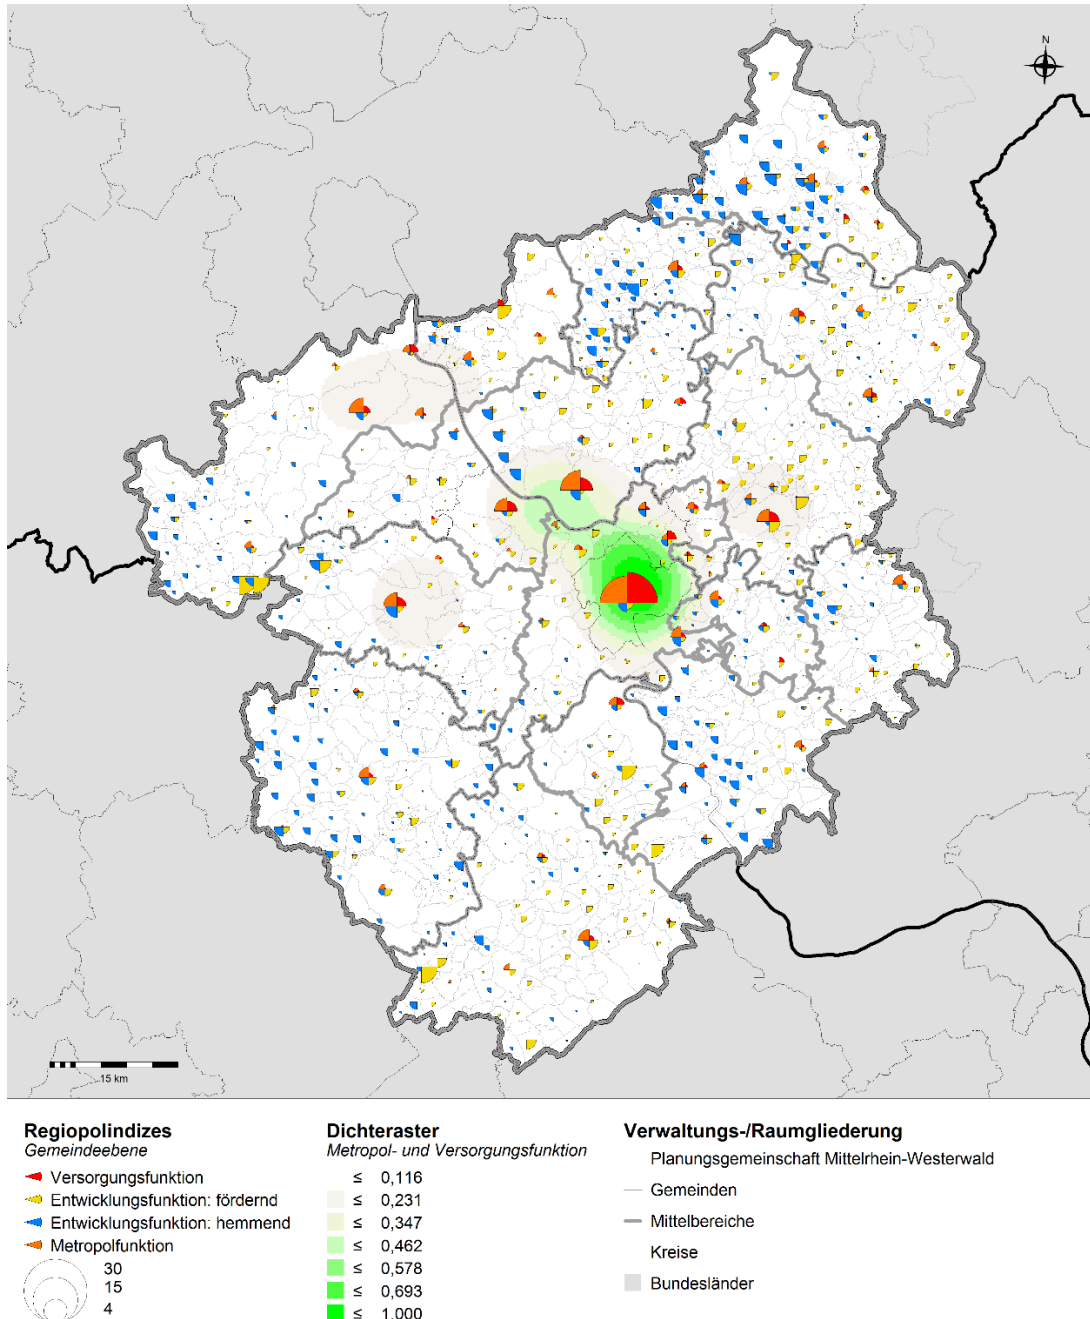 N
15 km
Regiopolindizes
Gemeindeebene
Versorgungsfunktion
Entwicklungsfunktion: fördernd
Entwicklungsfunktion: hemmend
Metropolfunktion
30
15
4
Dichteraster
Metropol- und Versorgungsfunktion
≤ 0,116
≤ 0,231
≤ 0,347
≤ 0,462
≤ 0,578
≤ 0,693
≤ 1.000
Verwaltungs-/Raumgliederung
Planungsgemeinschaft Mittelrhein-Westerwald
Gemeinden
Mittelbereiche
Kreise
Bundesländer